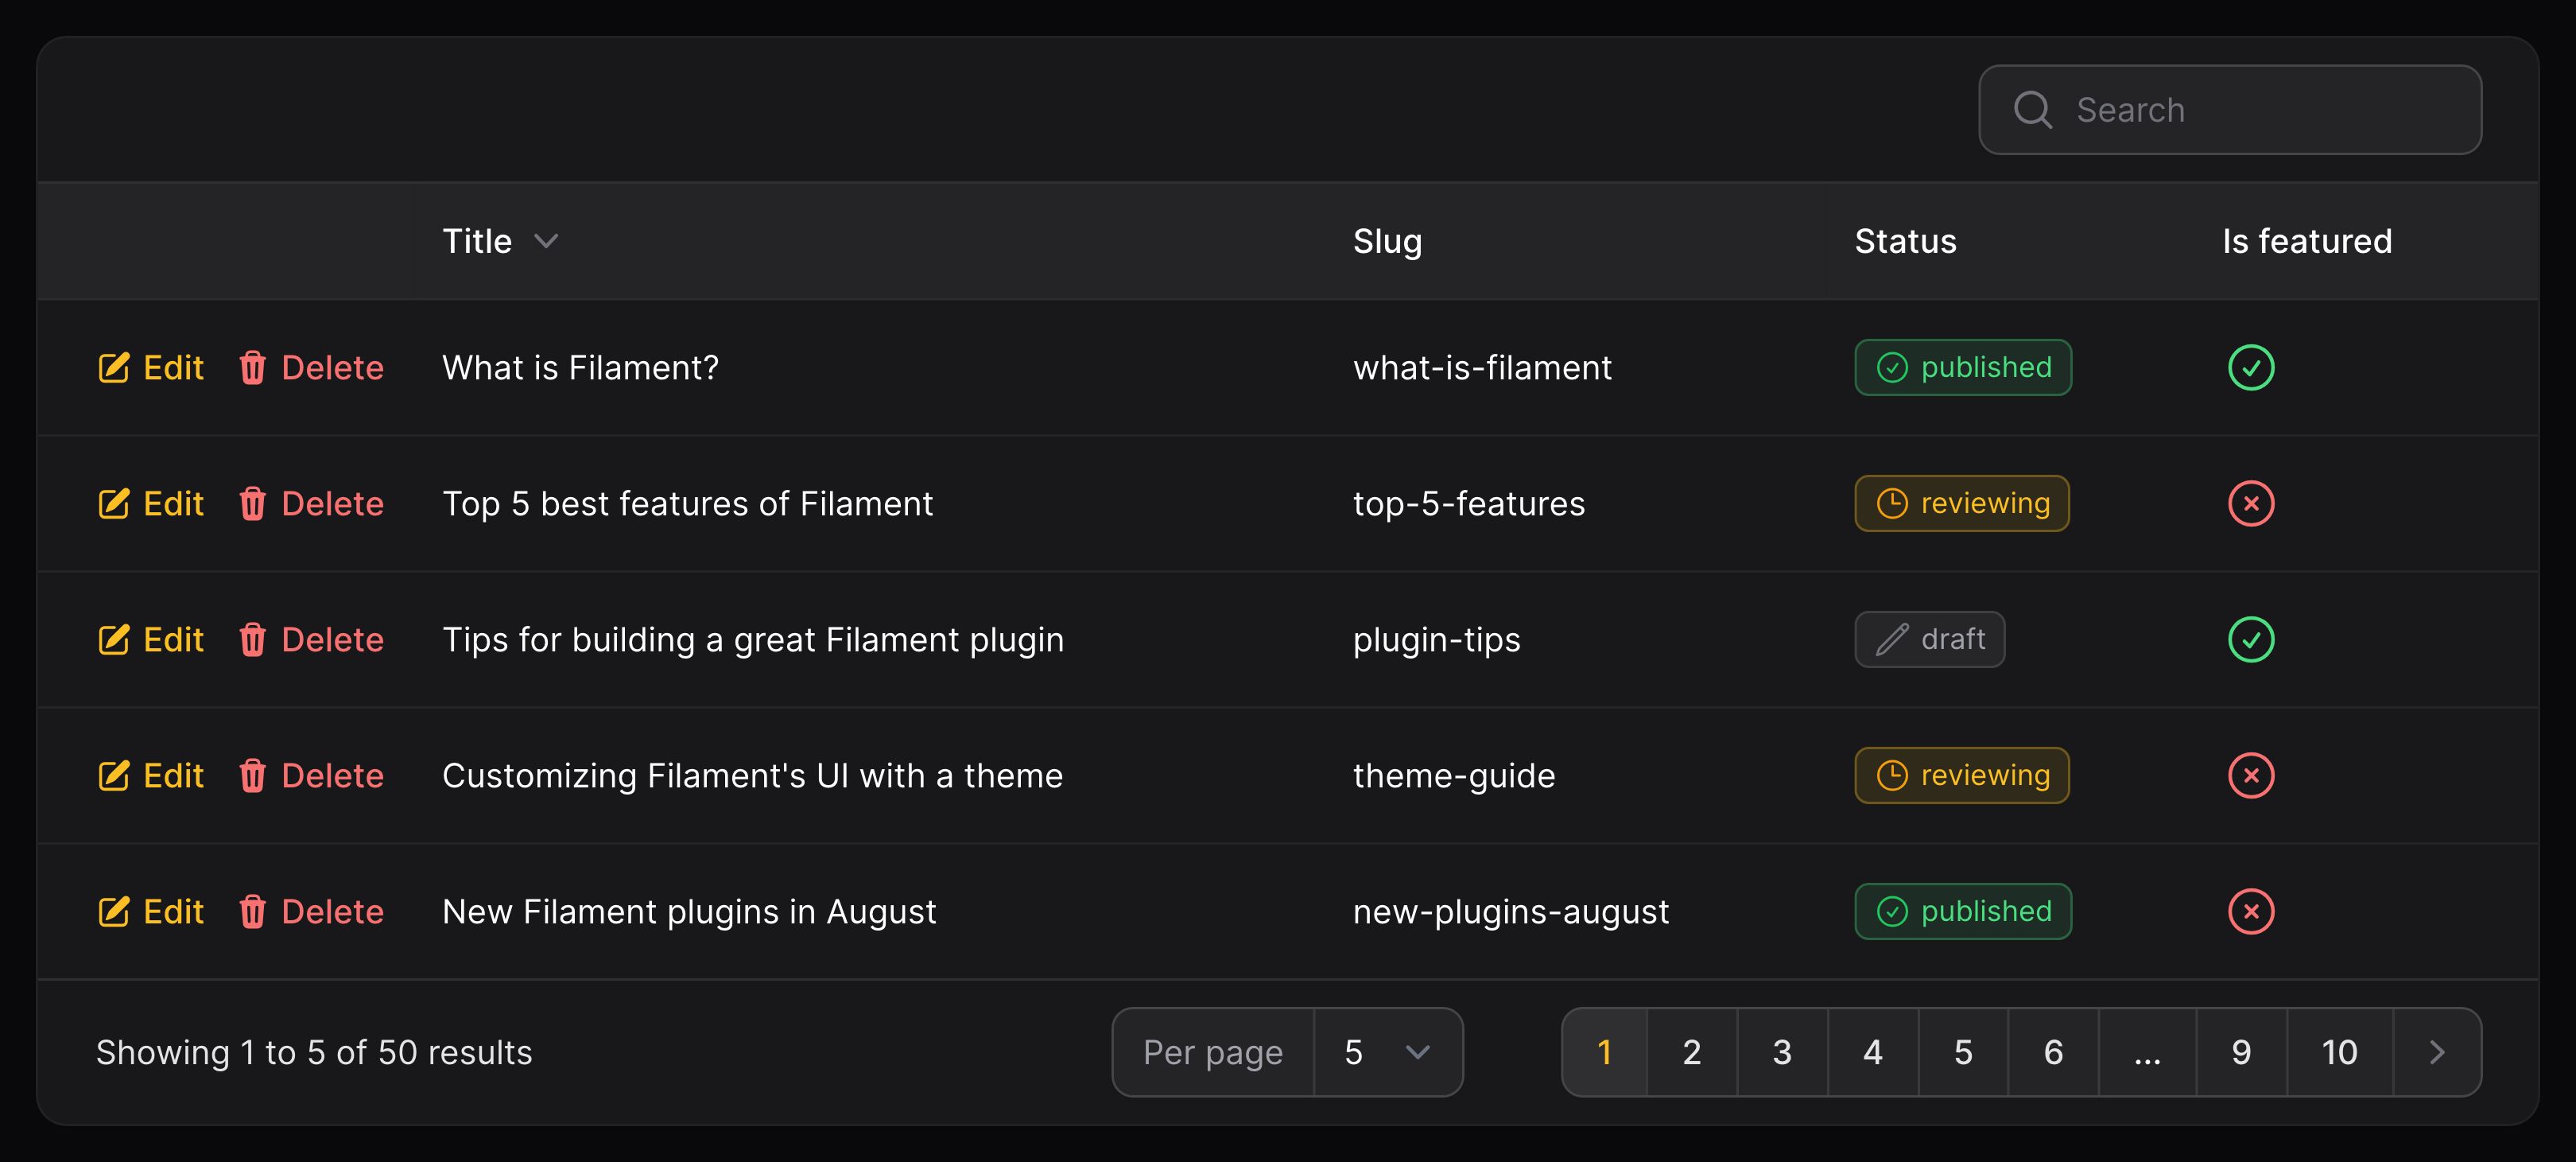 Search
Title Slug Status Is featured
Edit Delete What is Filament? what-is-filament published
Edit Delete Top 5 best features of Filament top-5-features reviewing
Edit Delete Tips for building a great Filament plugin plugin-tips draft
Edit Delete Customizing Filament's UI with a theme theme-guide reviewing
Edit Delete New Filament plugins in August new-plugins-august published
Showing 1 to 5 of 50 results Per page 5 1 2 3 4 5 6 ... 9 10